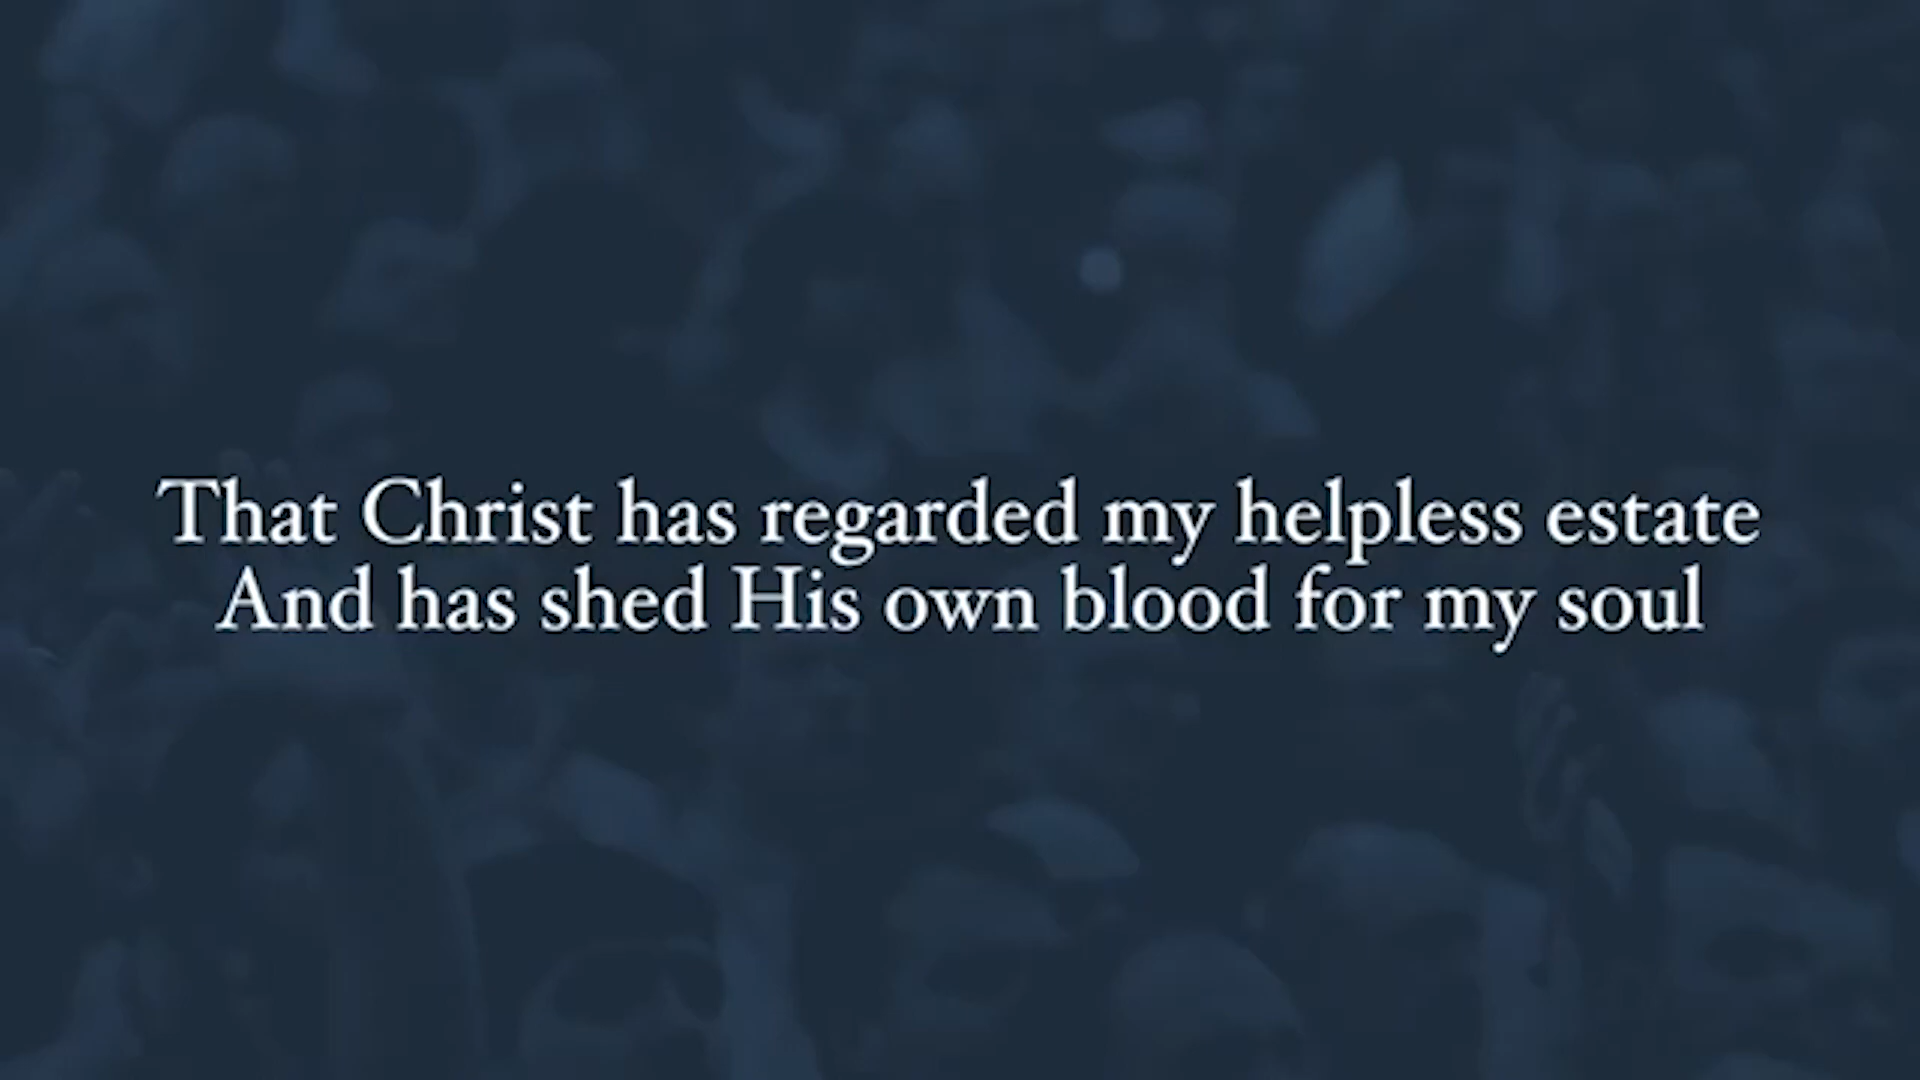 That Christ has regarded my helpless estate
And has shed His own blood for my soul